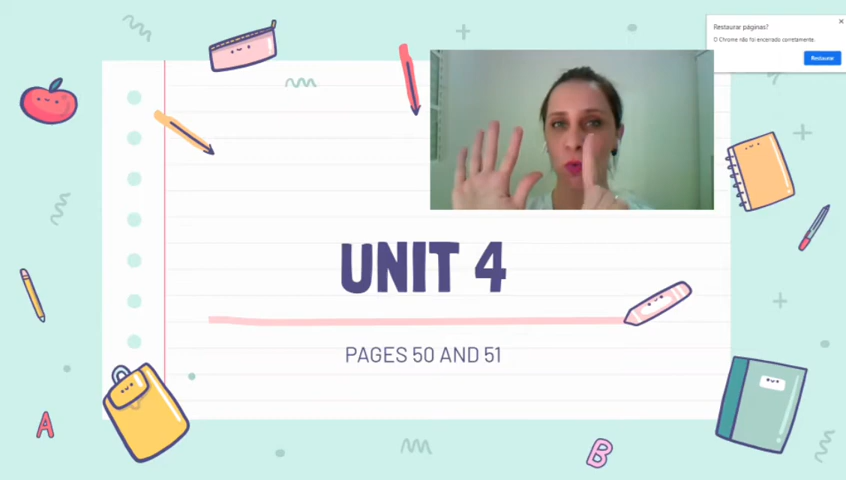 Restaurar páginas?
O Chrome não foi encerrado corretamente.
Restaurar
UNIT 4
PAGES 50 AND 51
A
B